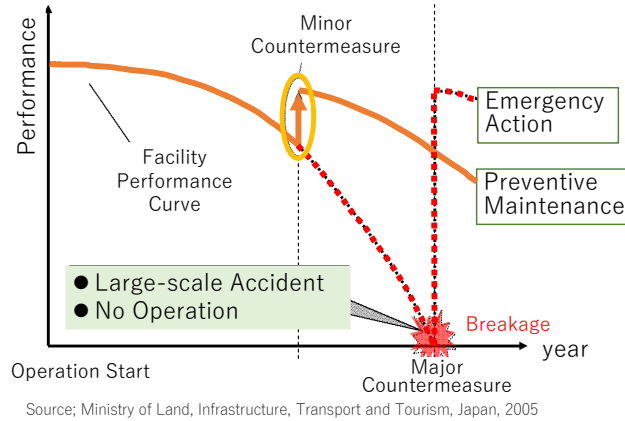 Minor
Countermeasure
Performance
Emergency
Action
Facility
Performance
Curve
Preventive
Maintenance
● Large-scale Accident
● No Operation
Breakage
year
Operation Start
Major
Countermeasure
Source; Ministry of Land, Infrastructure, Transport and Tourism, Japan, 2005